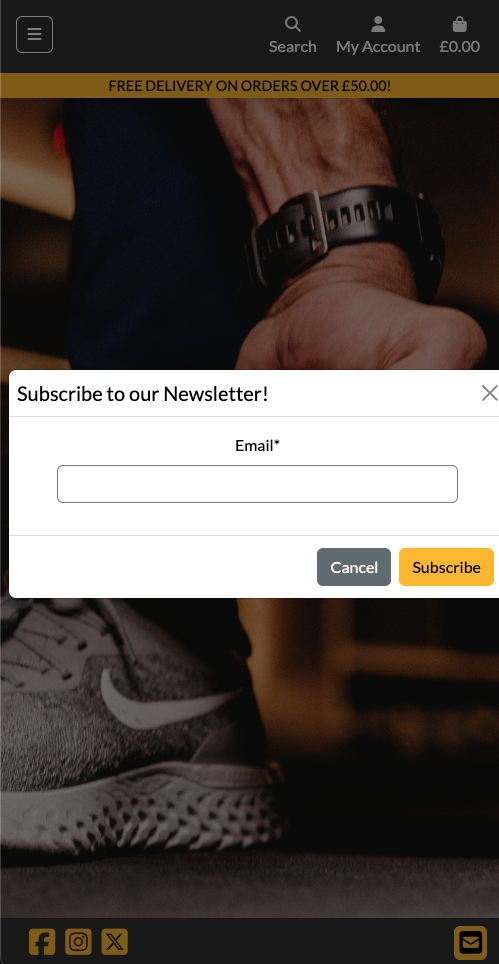 Search
My Account
£0.00
FREE DELIVERY ON ORDERS OVER £50.00!
Subscribe to our Newsletter!
Email*
Cancel
Subscribe